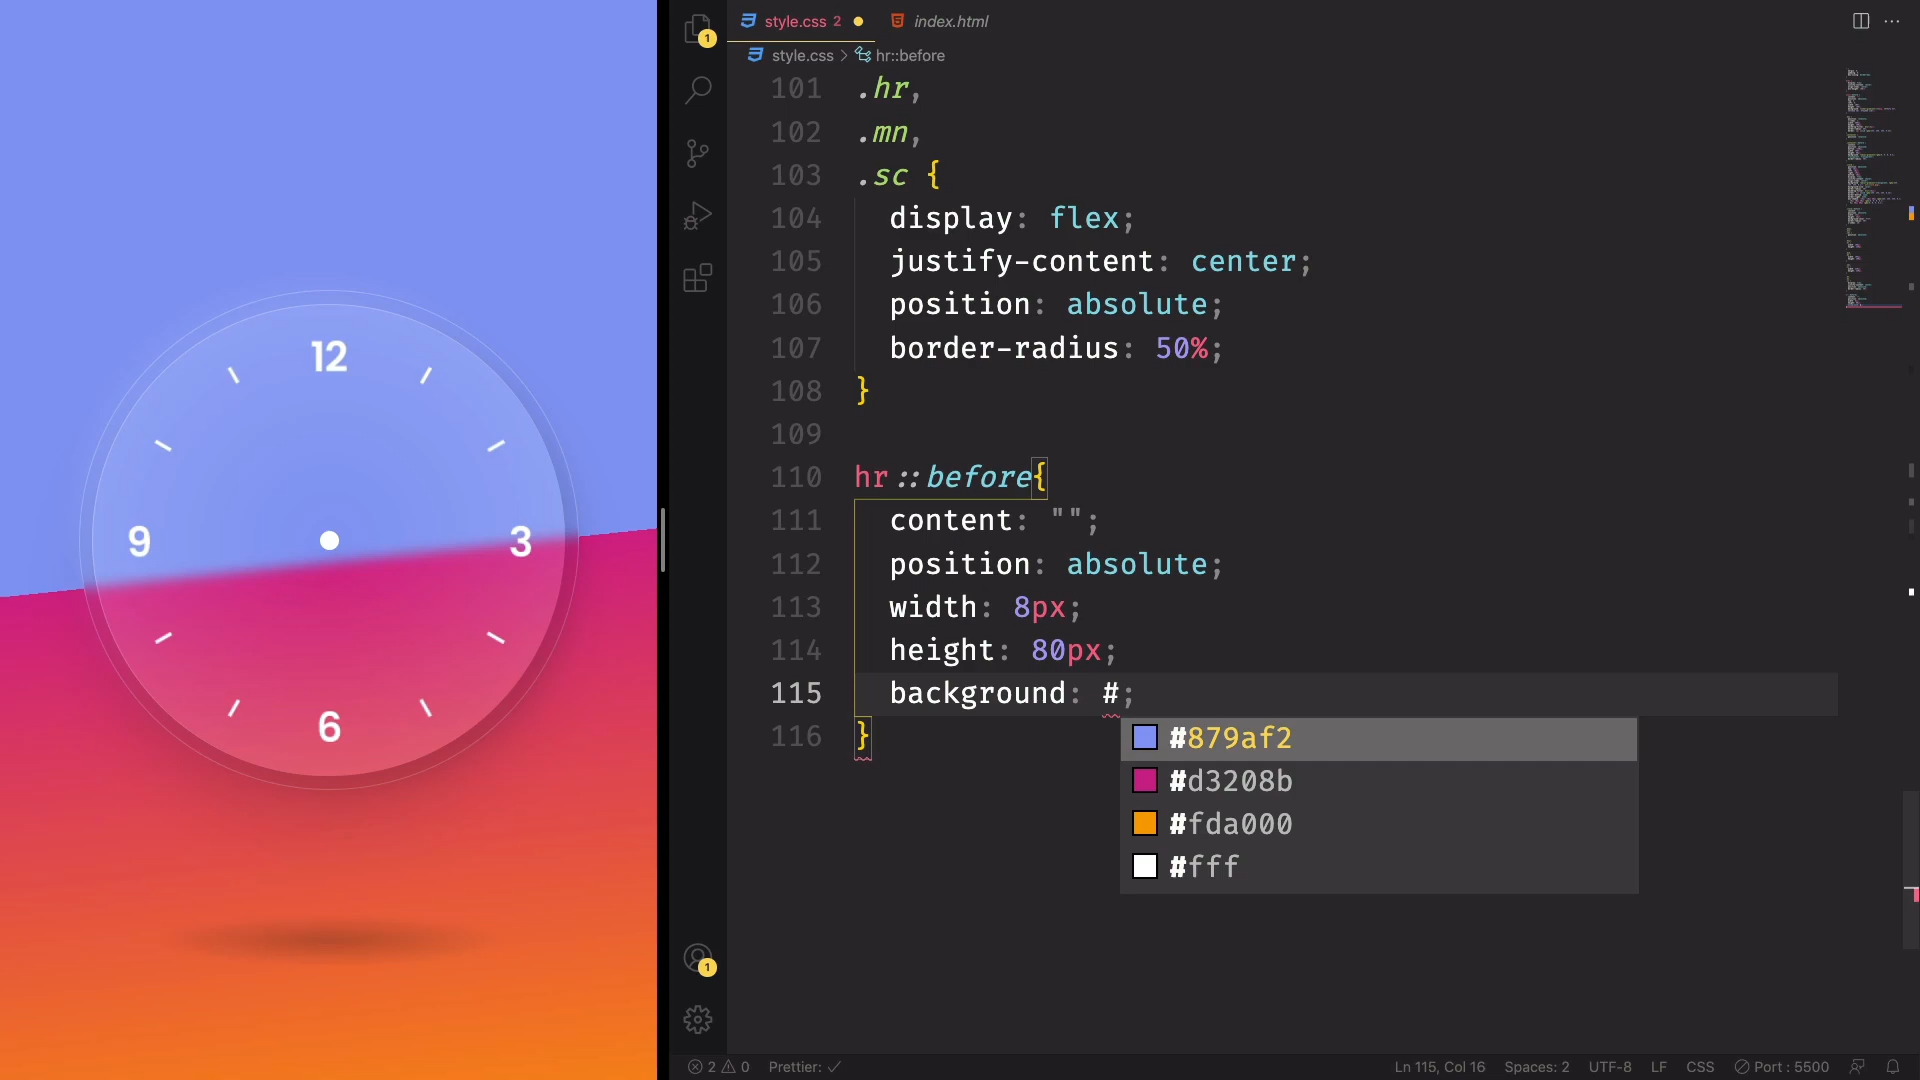 12
9
3
6
1
style.css 2
index.html
style.css > hr::before
101 .hr,
102 .mn,
103 .sc {
104 display: flex;
105 justify-content: center;
106 position: absolute;
107 border-radius: 50%;
108 }
109
110 hr::before{
111 content: "";
112 position: absolute;
113 width: 8px;
114 height: 80px;
115 background: #;
116 }
#879af2
#d3208b
#fda000
#fff
1
2 0 Prettier: ✓ Ln 115, Col 16 Spaces: 2 UTF-8 LF CSS Port : 5500